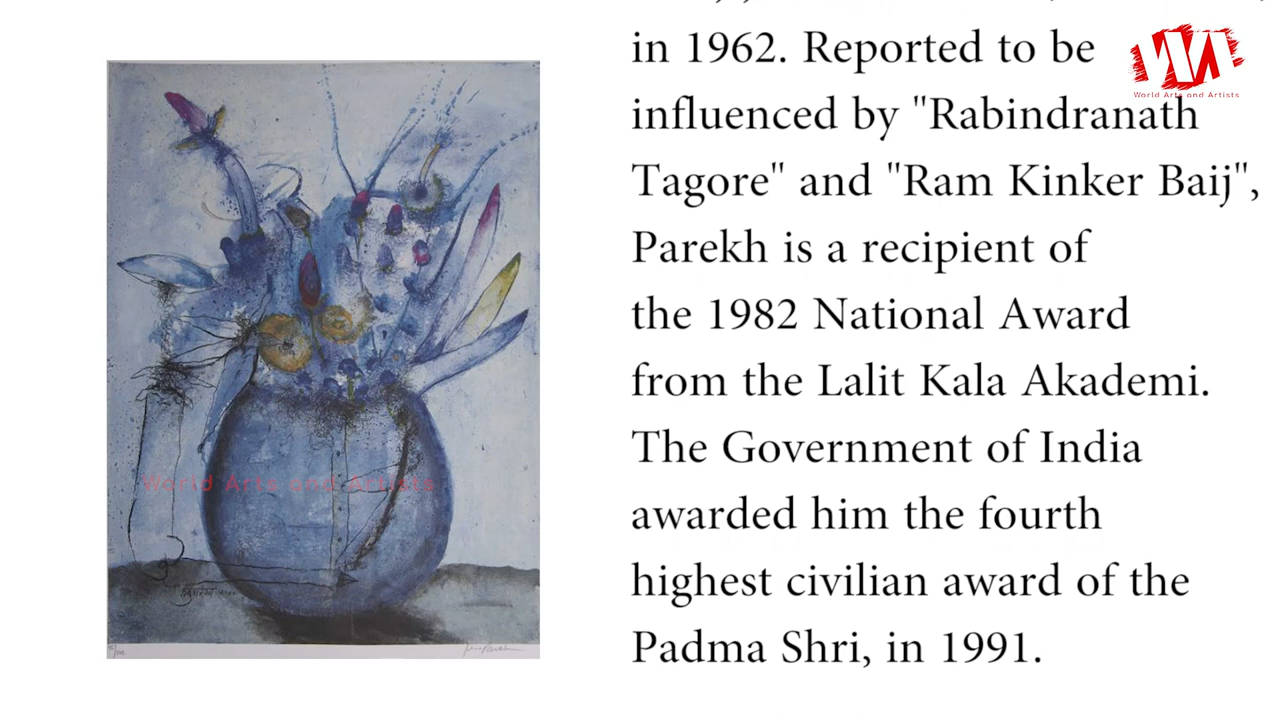 in 1962. Reported to be
influenced by "Rabindranath
Tagore" and "Ram Kinker Baij",
Parekh is a recipient of
the 1982 National Award
from the Lalit Kala Akademi.
The Government of India
awarded him the fourth
highest civilian award of the
Padma Shri, in 1991.
World Arts and Artists
World Arts and Artists